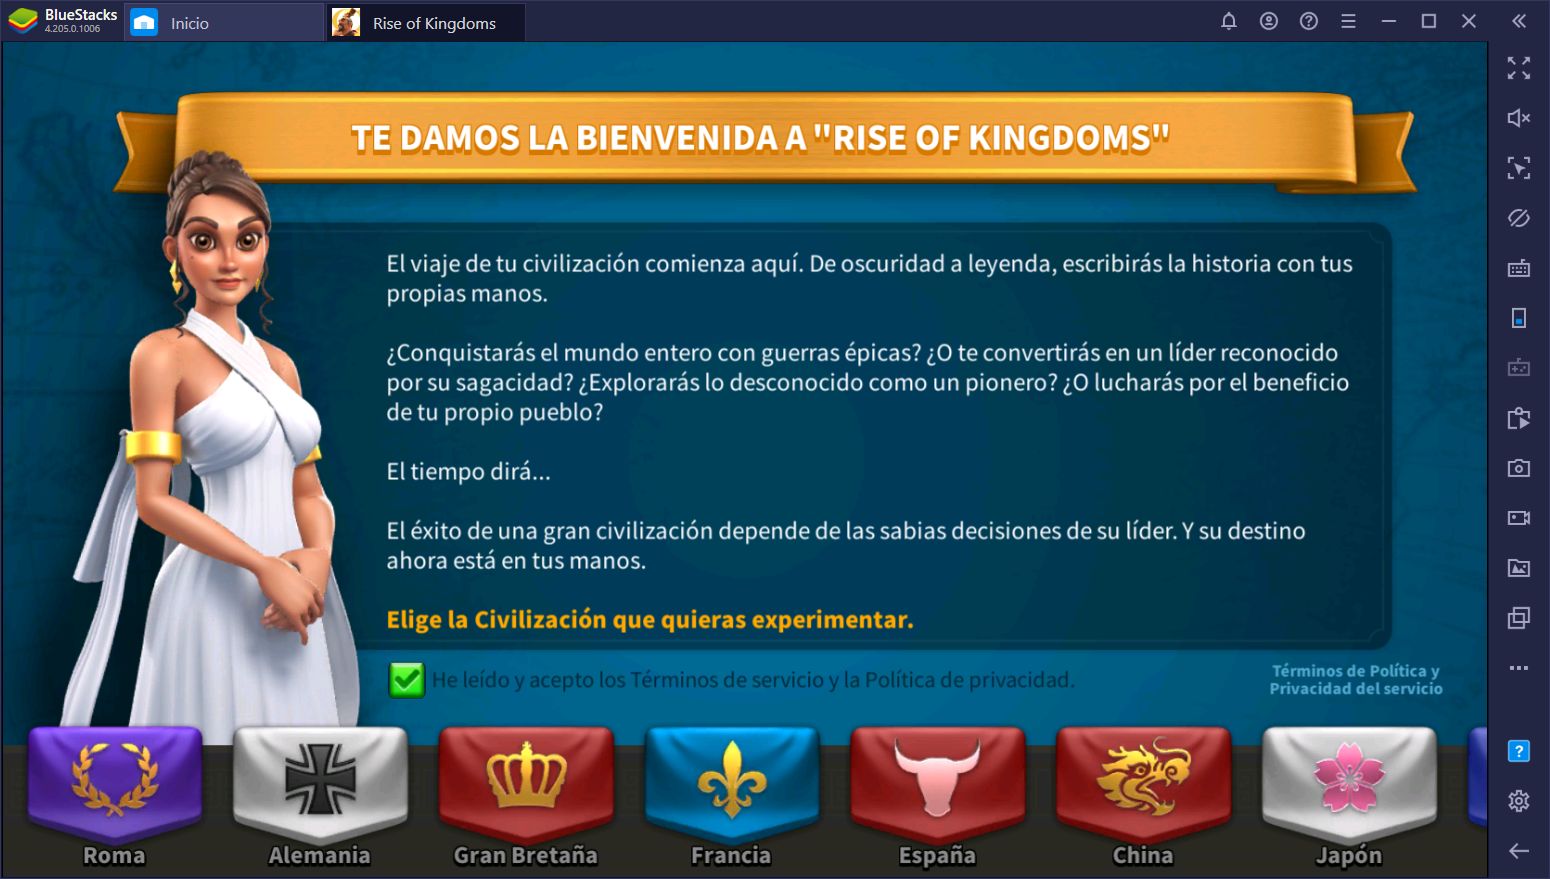 BlueStacks
4.205.0.1006
Inicio
Rise of Kingdoms
TE DAMOS LA BIENVENIDA A "RISE OF KINGDOMS"
El viaje de tu civilización comienza aquí. De oscuridad a leyenda, escribirás la historia con tus
propias manos.
¿Conquistarás el mundo entero con guerras épicas? ¿O te convertirás en un líder reconocido
por su sagacidad? ¿Explorarás lo desconocido como un pionero? ¿O lucharás por el beneficio
de tu propio pueblo?
El tiempo dirá...
El éxito de una gran civilización depende de las sabias decisiones de su líder. Y su destino
ahora está en tus manos.
Elige la Civilización que quieras experimentar.
He leído y acepto los Términos de servicio y la Política de privacidad.
Términos de Política y
Privacidad del servicio
Roma
Alemania
Gran Bretaña
Francia
España
China
Japón